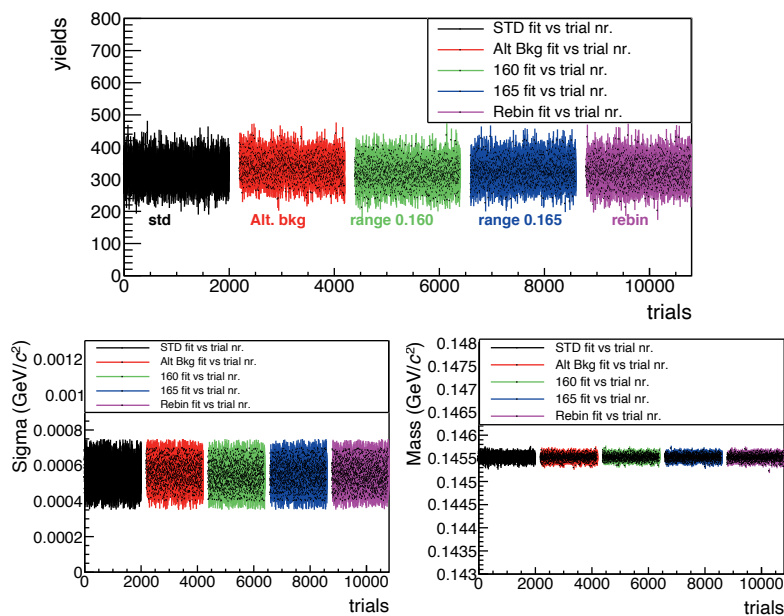 yields
800
700
600
500
400
300
200
100
0
STD fit vs trial nr.
Alt Bkg fit vs trial nr.
160 fit vs trial nr.
165 fit vs trial nr.
Rebin fit vs trial nr.
std Alt. bkg range 0.160 range 0.165 rebin
0 2000 4000 6000 8000 10000
trials
Sigma (GeV/c²)
0.0012
0.001
0.0008
0.0006
0.0004
0.0002
0
STD fit vs trial nr.
Alt Bkg fit vs trial nr.
160 fit vs trial nr.
165 fit vs trial nr.
Rebin fit vs trial nr.
0 2000 4000 6000 8000 10000
trials
Mass (GeV/c²)
0.148
0.1475
0.147
0.1465
0.146
0.1455
0.145
0.1445
0.144
0.1435
0.143
STD fit vs trial nr.
Alt Bkg fit vs trial nr.
160 fit vs trial nr.
165 fit vs trial nr.
Rebin fit vs trial nr.
0 2000 4000 6000 8000 10000
trials